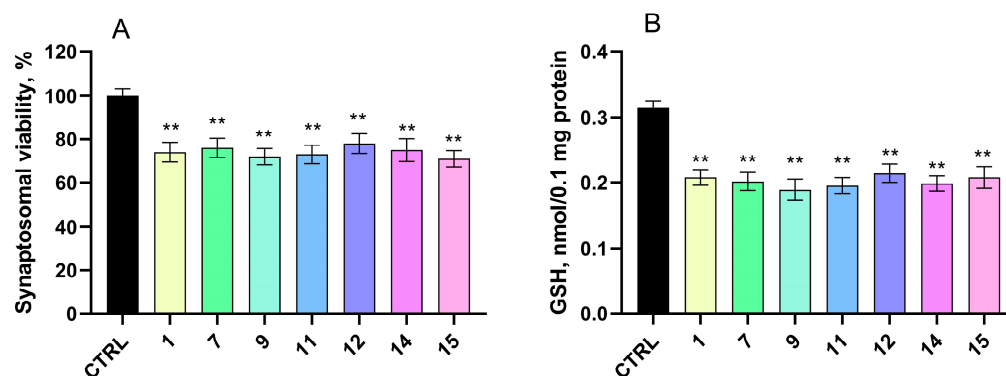 A
Synaptosomal viability, %
120
100
80
60
40
20
0
** ** ** ** ** ** **
CTRL 1 7 9 11 12 14 15
B
GSH, nmol/0.1 mg protein
0.4
0.3
0.2
0.1
0.0
** ** ** ** ** ** **
CTRL 1 7 9 11 12 14 15